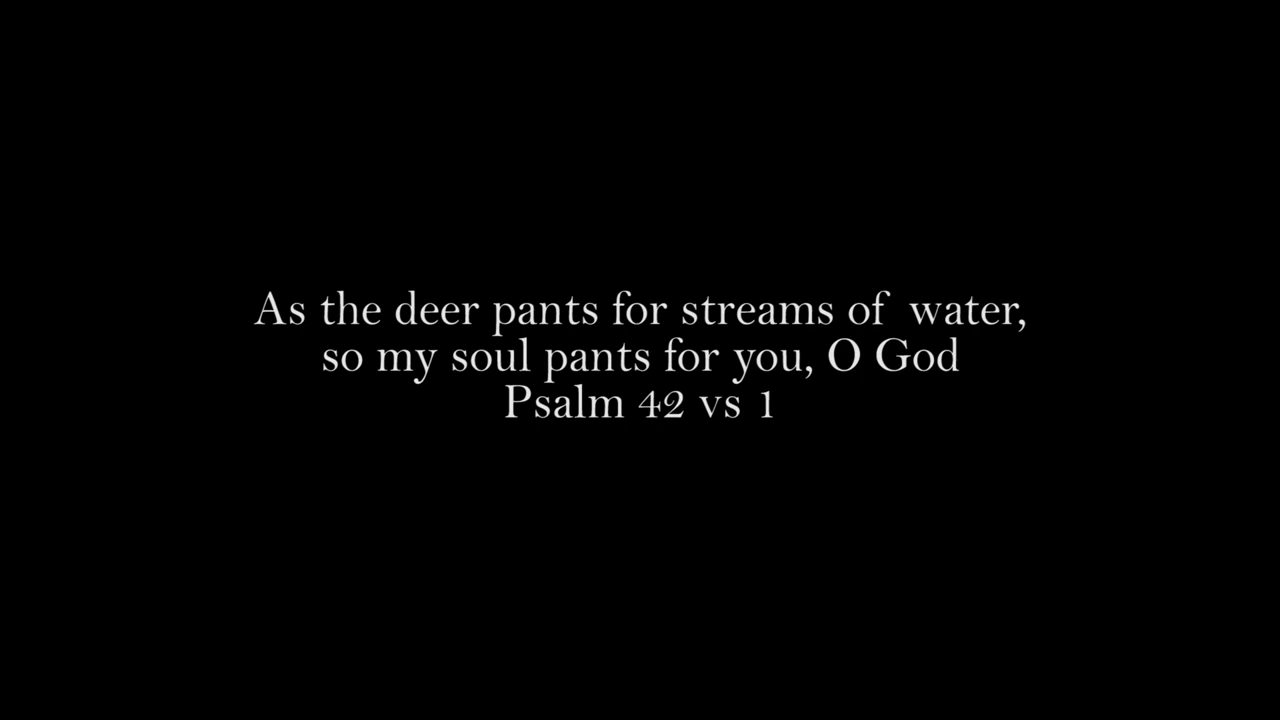 As the deer pants for streams of water,
so my soul pants for you, O God
Psalm 42 vs 1